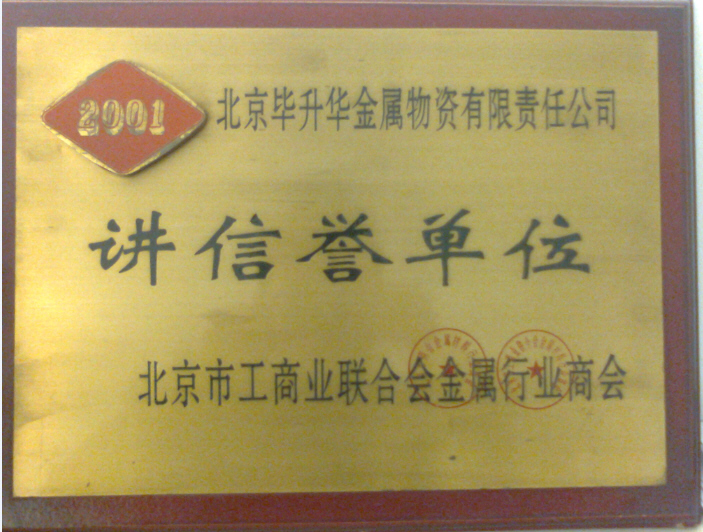 2001
北京毕升华金属物资有限责任公司
讲信誉单位
北京市工商业联合会金属行业商会